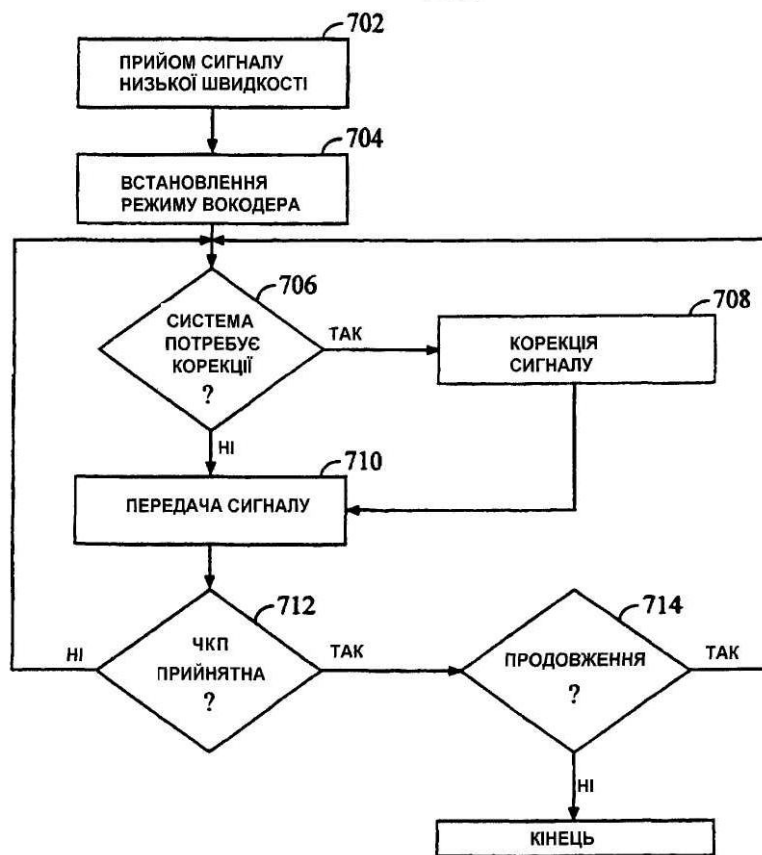 702
ПРИЙОМ СИГНАЛУ
НИЗЬКОЇ ШВИДКОСТІ
704
ВСТАНОВЛЕННЯ
РЕЖИМУ ВОКОДЕРА
706
СИСТЕМА
ПОТРЕБУЄ
КОРЕКЦІЇ
?
ТАК
708
КОРЕКЦІЯ
СИГНАЛУ
НІ
710
ПЕРЕДАЧА СИГНАЛУ
712
ЧКП
ПРИЙНЯТНА
?
НІ
ТАК
714
ПРОДОВЖЕННЯ
?
ТАК
НІ
КІНЕЦЬ